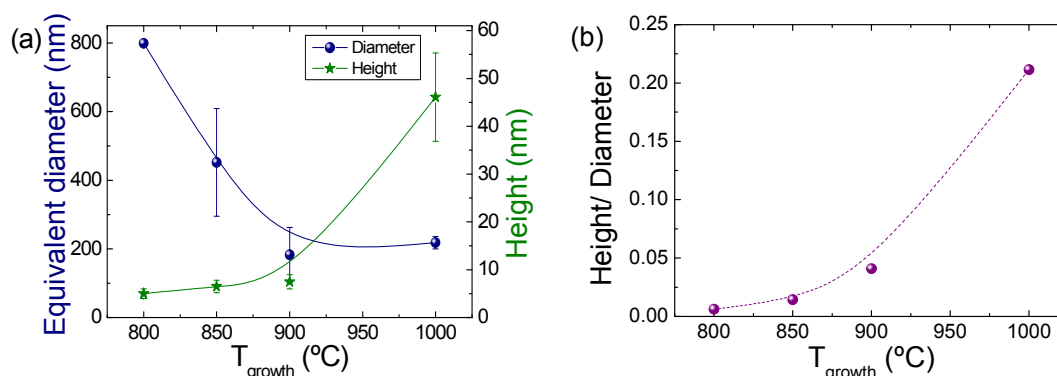 (a)
Equivalent diameter (nm)
800
600
400
200
0
Diameter
Height
60
50
40
30
20
10
0
Height (nm)
800 850 900 950 1000
T growth (ºC)
(b)
Height/ Diameter
0.25
0.20
0.15
0.10
0.05
0.00
800 850 900 950 1000
T growth (ºC)